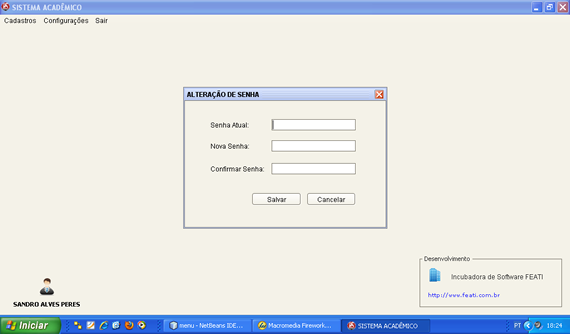 SISTEMA ACADÊMICO
Cadastros Configurações Sair
ALTERAÇÃO DE SENHA
Senha Atual:
Nova Senha:
Confirmar Senha:
Salvar Cancelar
Desenvolvimento
Incubadora de Software FEATI
http://www.feati.com.br
SANDRO ALVES PERES
Iniciar menu - NetBeans IDE... Macromedia Firework... SISTEMA ACADÊMICO PT 18:24